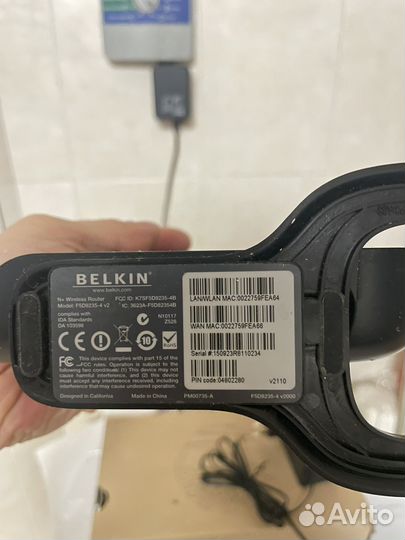 BELKIN
www.belkin.com
N+ Wireless Router
Model: F5D8235-4 v2
FCC ID: K7SF5D8235-4B
IC: 3623A-F5D82354B
Complies with
IDA Standards
DA 103598
N10117
Z526
FC
10
This device complies with part 15 of the
FCC rules. Operation is subject to the
following two conditions: (1) This device may not
cause harmful interference, and (2) this device
must accept any interference received, including
interference that may cause undesired operation.
Designed in California
Made in China
PM00735-A
F5D8235-4 v2000
LAN/WLAN MAC:0022759FEA64
WAN MAC:0022759FEA66
Serial #:150923R8110234
PIN code:04802280
v2110
Avito